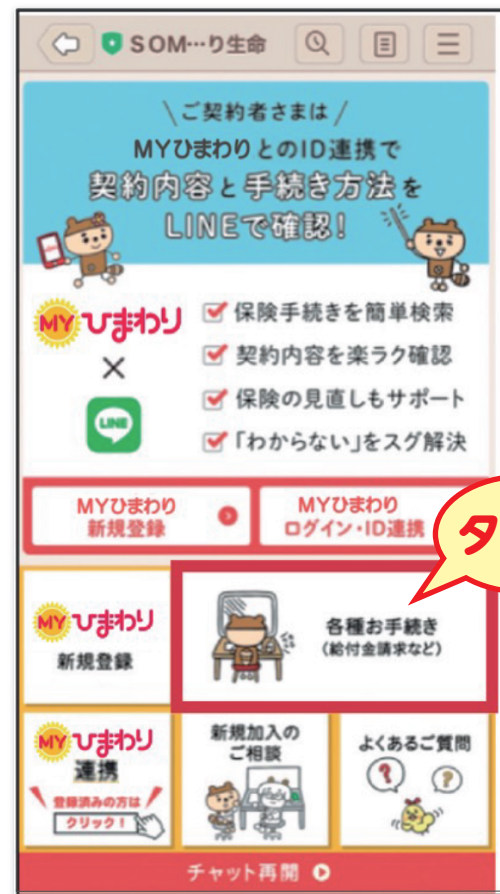 SOM…り生命
ご契約者さまは
MYひまわりとのID連携で
契約内容と手続き方法を
LINEで確認!
MYひまわり
×
LINE
保険手続きを簡単検索
契約内容を楽ラク確認
保険の見直しもサポート
「わからない」をスグ解決
MYひまわり
新規登録
MYひまわり
ログイン・ID連携
タ
MYひまわり
新規登録
各種お手続き
(給付金請求など)
MYひまわり
連携
登録済みの方は
クリック!
新規加入の
ご相談
よくあるご質問
チャット再開